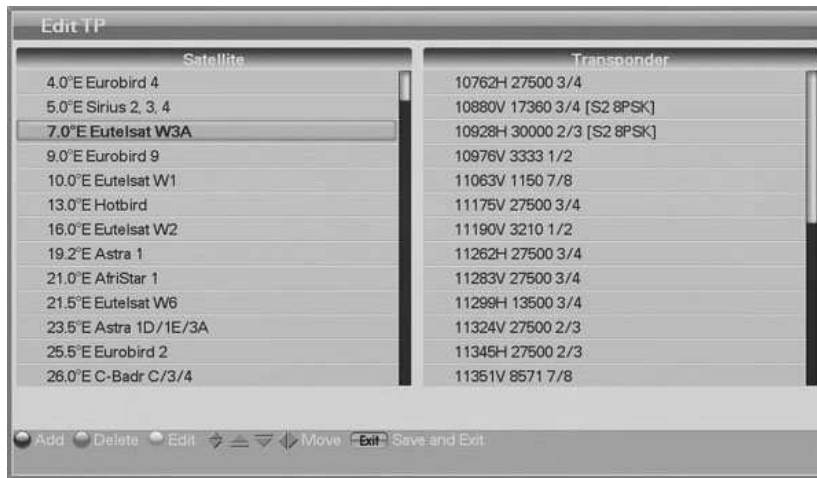 Edit TP
Satellite
4.0°E Eurobird 4
5.0°E Sirius 2, 3, 4
7.0°E Eutelsat W3A
9.0°E Eurobird 9
10.0°E Eutelsat W1
13.0°E Hotbird
16.0°E Eutelsat W2
19.2°E Astra 1
21.0°E AfriStar 1
21.5°E Eutelsat W6
23.5°E Astra 1D/1E/3A
25.5°E Eurobird 2
26.0°E C-Badr C/3/4
Transponder
10762H 27500 3/4
10880V 17360 3/4 [S2 8PSK]
10928H 30000 2/3 [S2 8PSK]
10976V 3333 1/2
11063V 1150 7/8
11175V 27500 3/4
11190V 3210 1/2
11262H 27500 3/4
11283V 27500 3/4
11299H 13500 3/4
11324V 27500 2/3
11345H 27500 2/3
11351V 8571 7/8
Add Delete Edit Move Exit Save and Exit